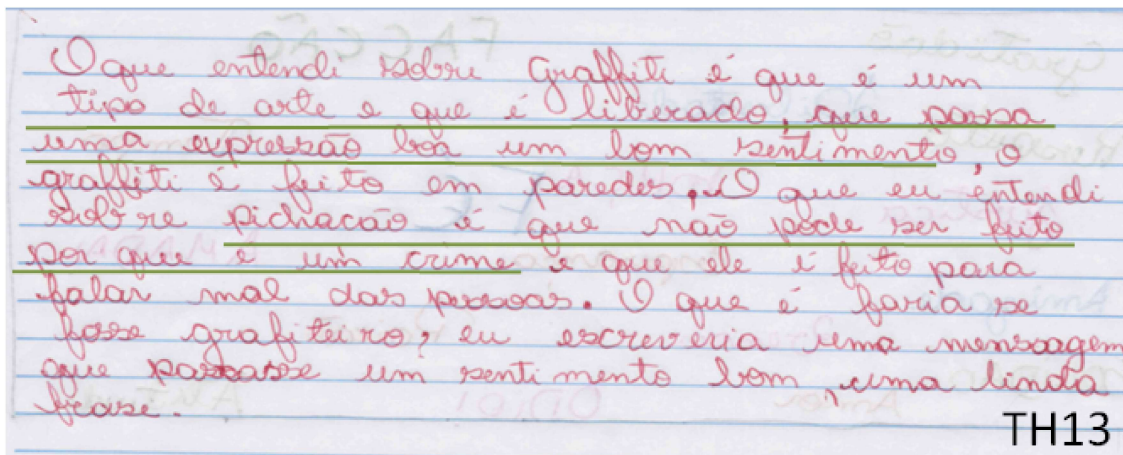 O que entendi sobre Graffiti é que é um
tipo de arte e que é liberado, que passa
uma expressão boa um bom sentimento, o
graffiti é feito em paredes. O que eu entendi
sobre pichacão é que não pode ser feito
por que é um crime e que ele é feito para
falar mal das pessoas. O que é faria se
fosse grafiteiro, eu escreveria uma mensagem
que passasse um sentimento bom, uma linda
frase.
TH13